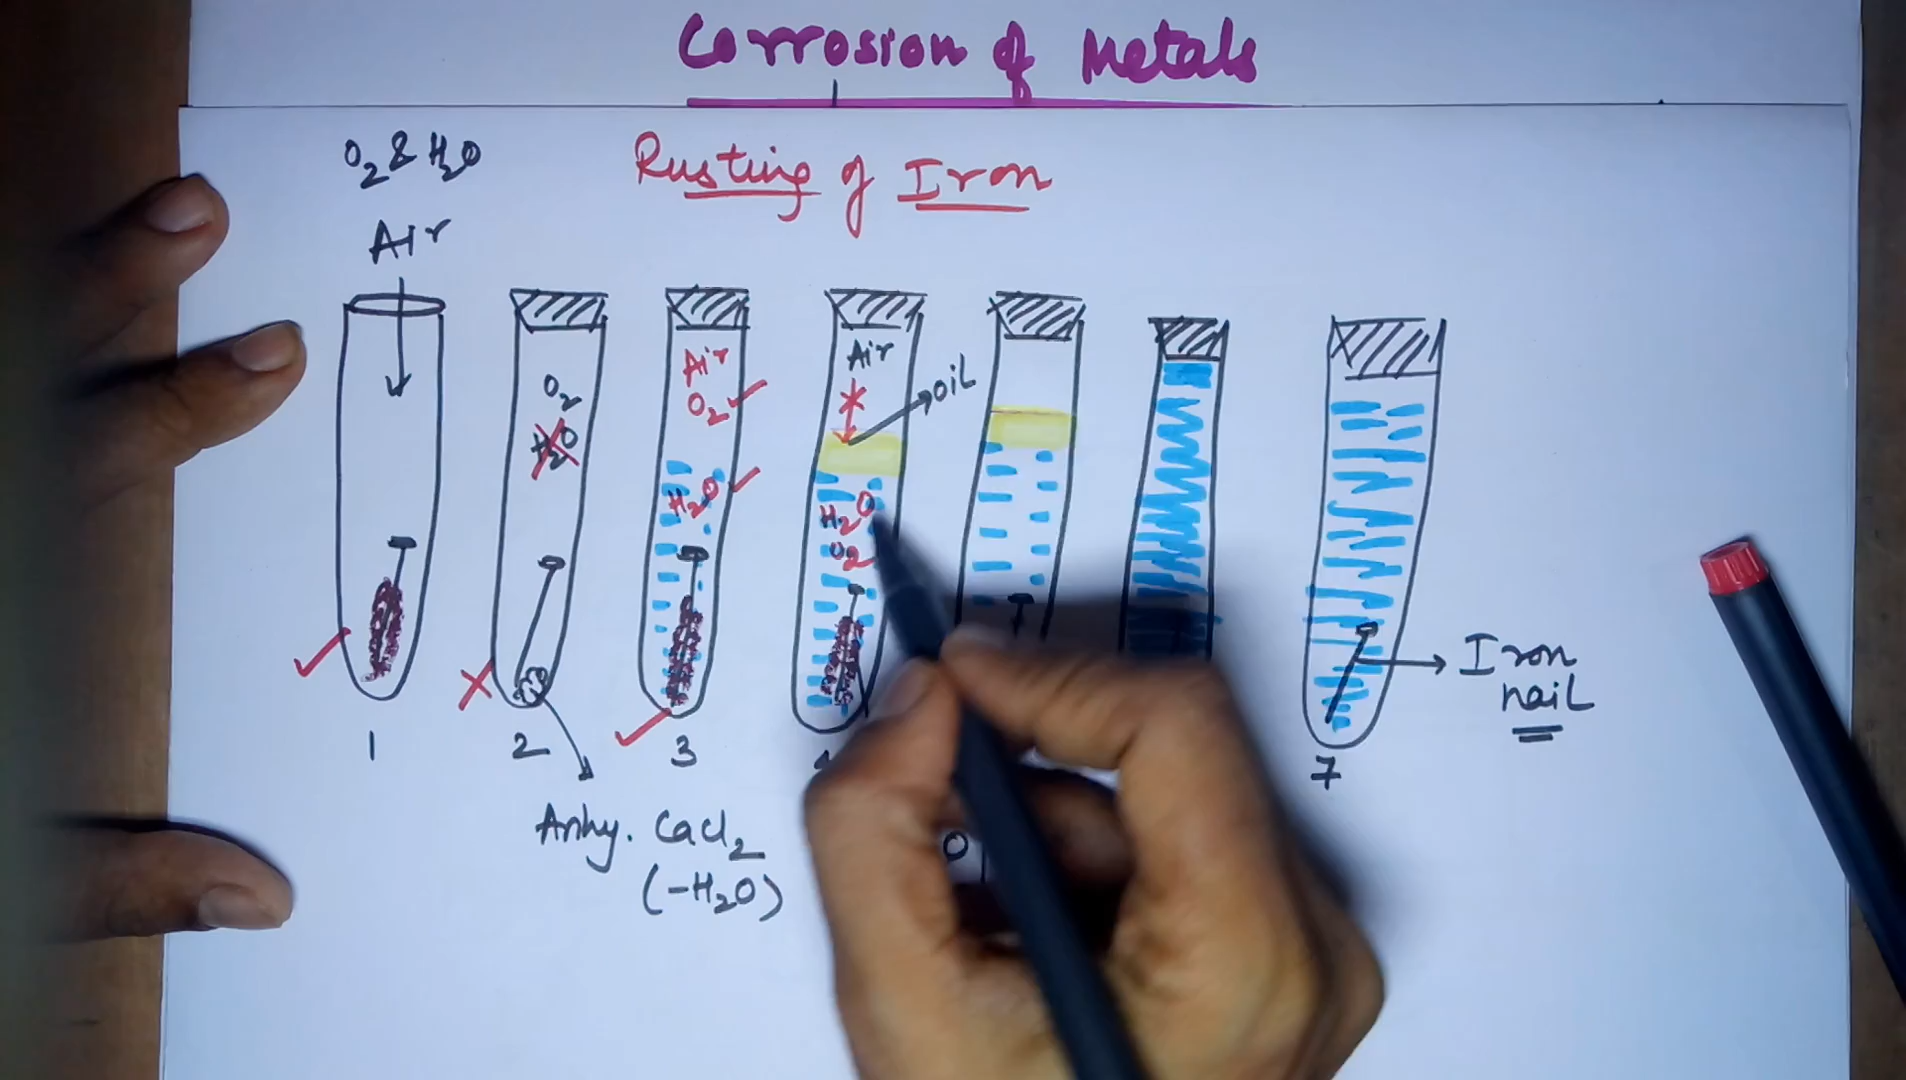 Corrosion of Metals
O2 & H2O
Rusting of Iron
Air
O2
H2O
Air
O2
H2O
Air
oil
H2O
O2
Iron
nail
1
2
3
7
Anhy. CaCl2
(-H2O)